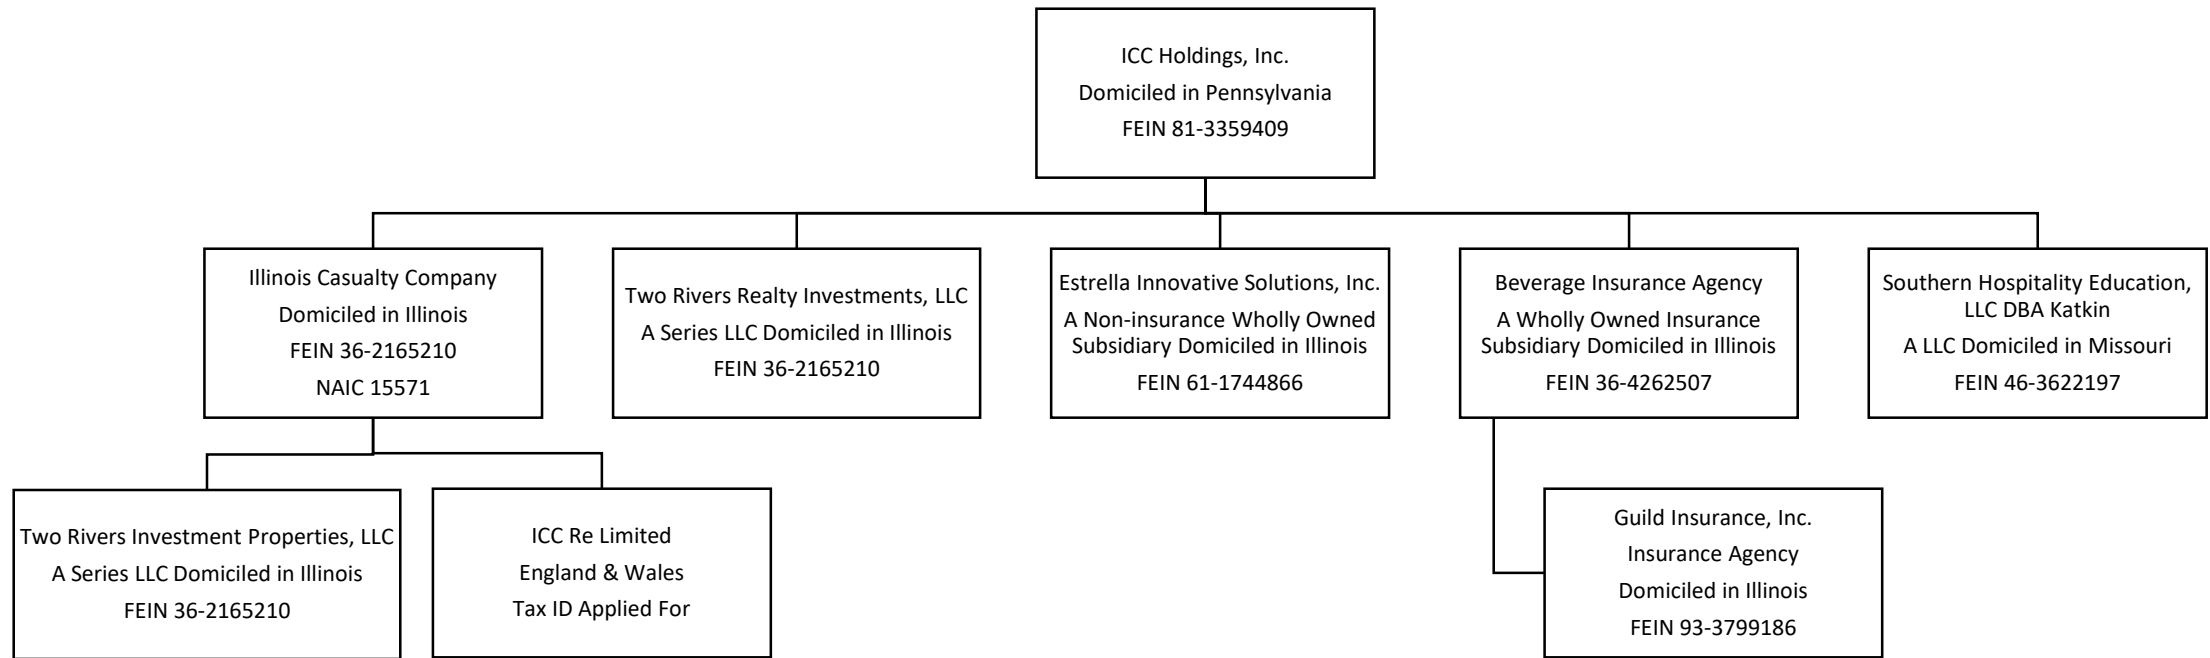 ICC Holdings, Inc.
Domiciled in Pennsylvania
FEIN 81-3359409
Illinois Casualty Company
Domiciled in Illinois
FEIN 36-2165210
NAIC 15571
Two Rivers Realty Investments, LLC
A Series LLC Domiciled in Illinois
FEIN 36-2165210
Estrella Innovative Solutions, Inc.
A Non-insurance Wholly Owned
Subsidiary Domiciled in Illinois
FEIN 61-1744866
Beverage Insurance Agency
A Wholly Owned Insurance
Subsidiary Domiciled in Illinois
FEIN 36-4262507
Southern Hospitality Education,
LLC DBA Katkin
A LLC Domiciled in Missouri
FEIN 46-3622197
Two Rivers Investment Properties, LLC
A Series LLC Domiciled in Illinois
FEIN 36-2165210
ICC Re Limited
England & Wales
Tax ID Applied For
Guild Insurance, Inc.
Insurance Agency
Domiciled in Illinois
FEIN 93-3799186